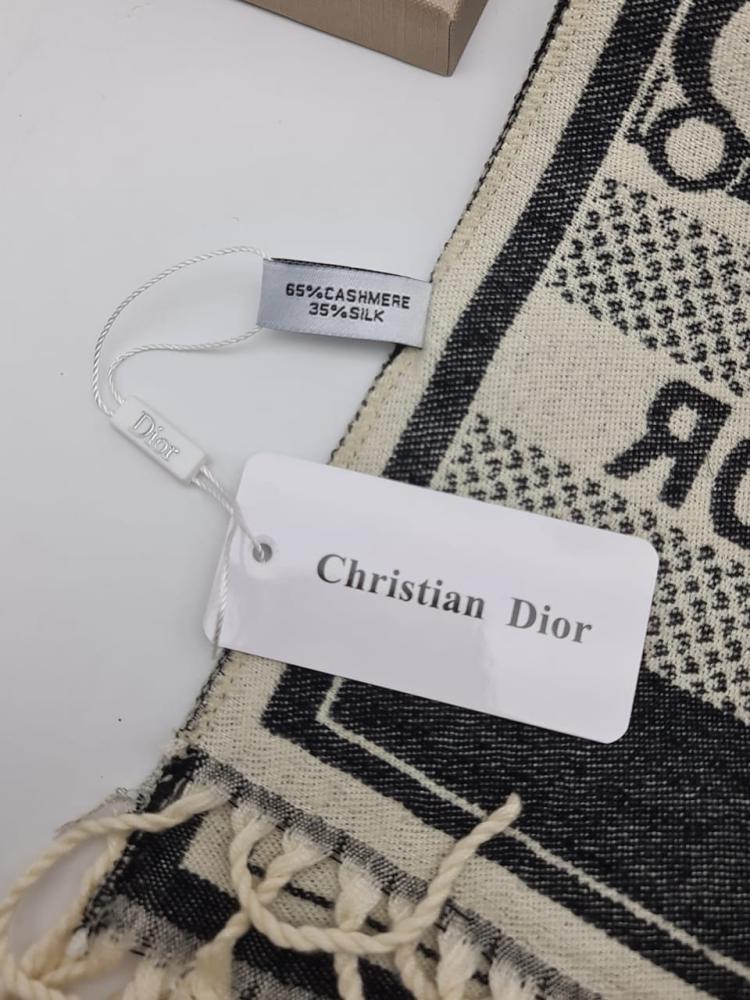 65%CASHMERE
35%SILK
Dior
Christian Dior